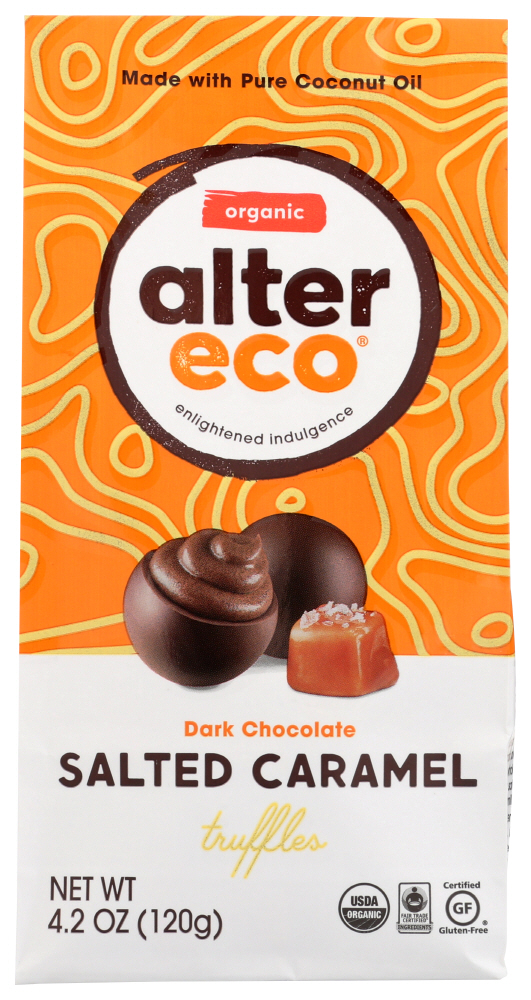 Made with Pure Coconut Oil
organic
alter
eco®
enlightened indulgence
Dark Chocolate
SALTED CARAMEL
truffles
NET WT
4.2 OZ (120g)
USDA
ORGANIC
FAIR TRADE
CERTIFIED
INGREDIENTS
Certified
GF
®
Gluten-Free